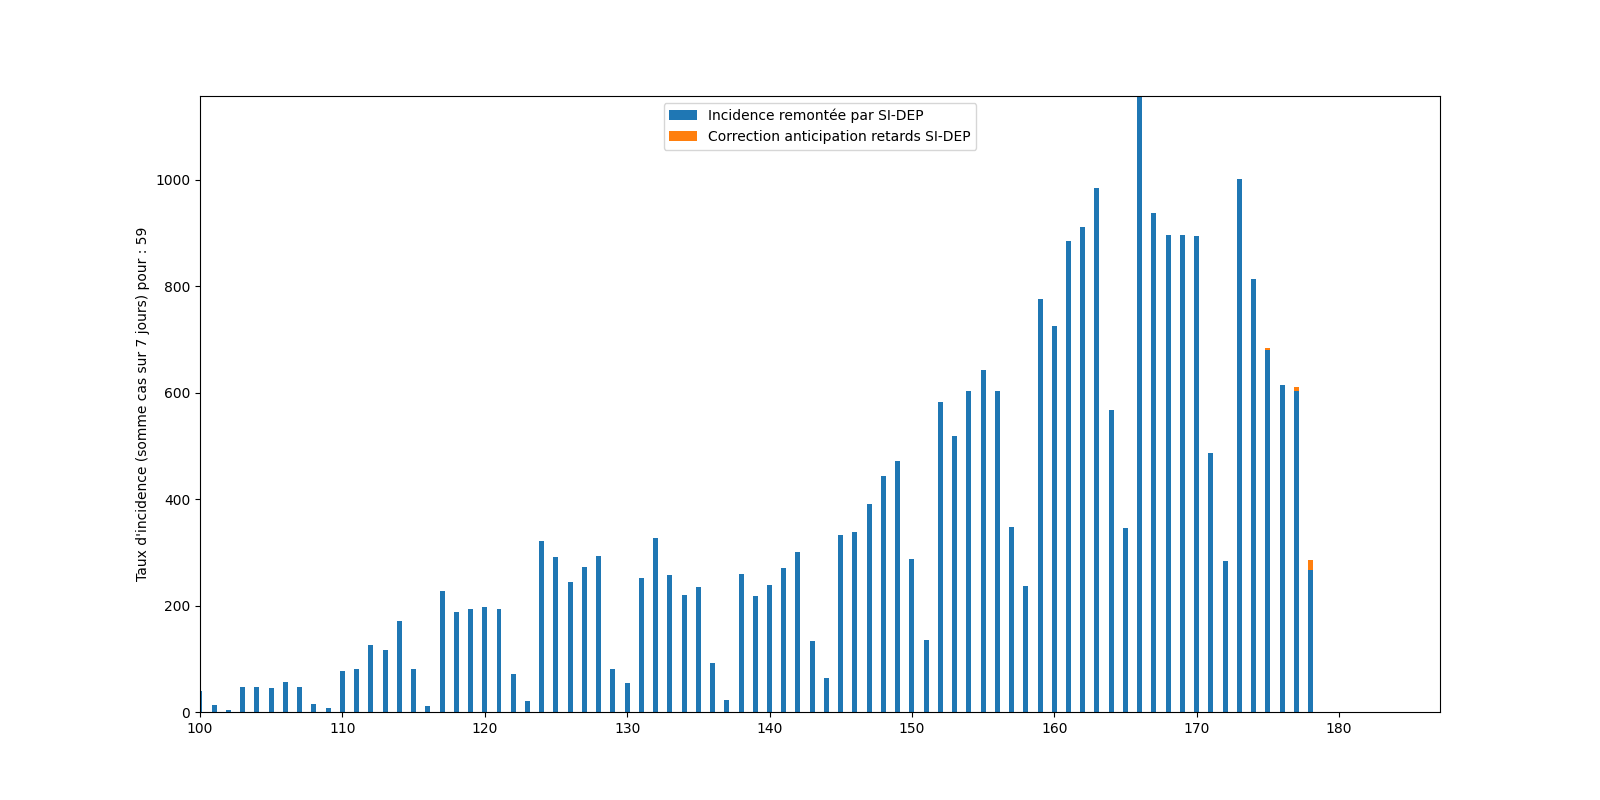 Incidence remontée par SI-DEP
Correction anticipation retards SI-DEP
Taux d'incidence (somme cas sur 7 jours) pour : 59
1000
800
600
400
200
0
100 110 120 130 140 150 160 170 180